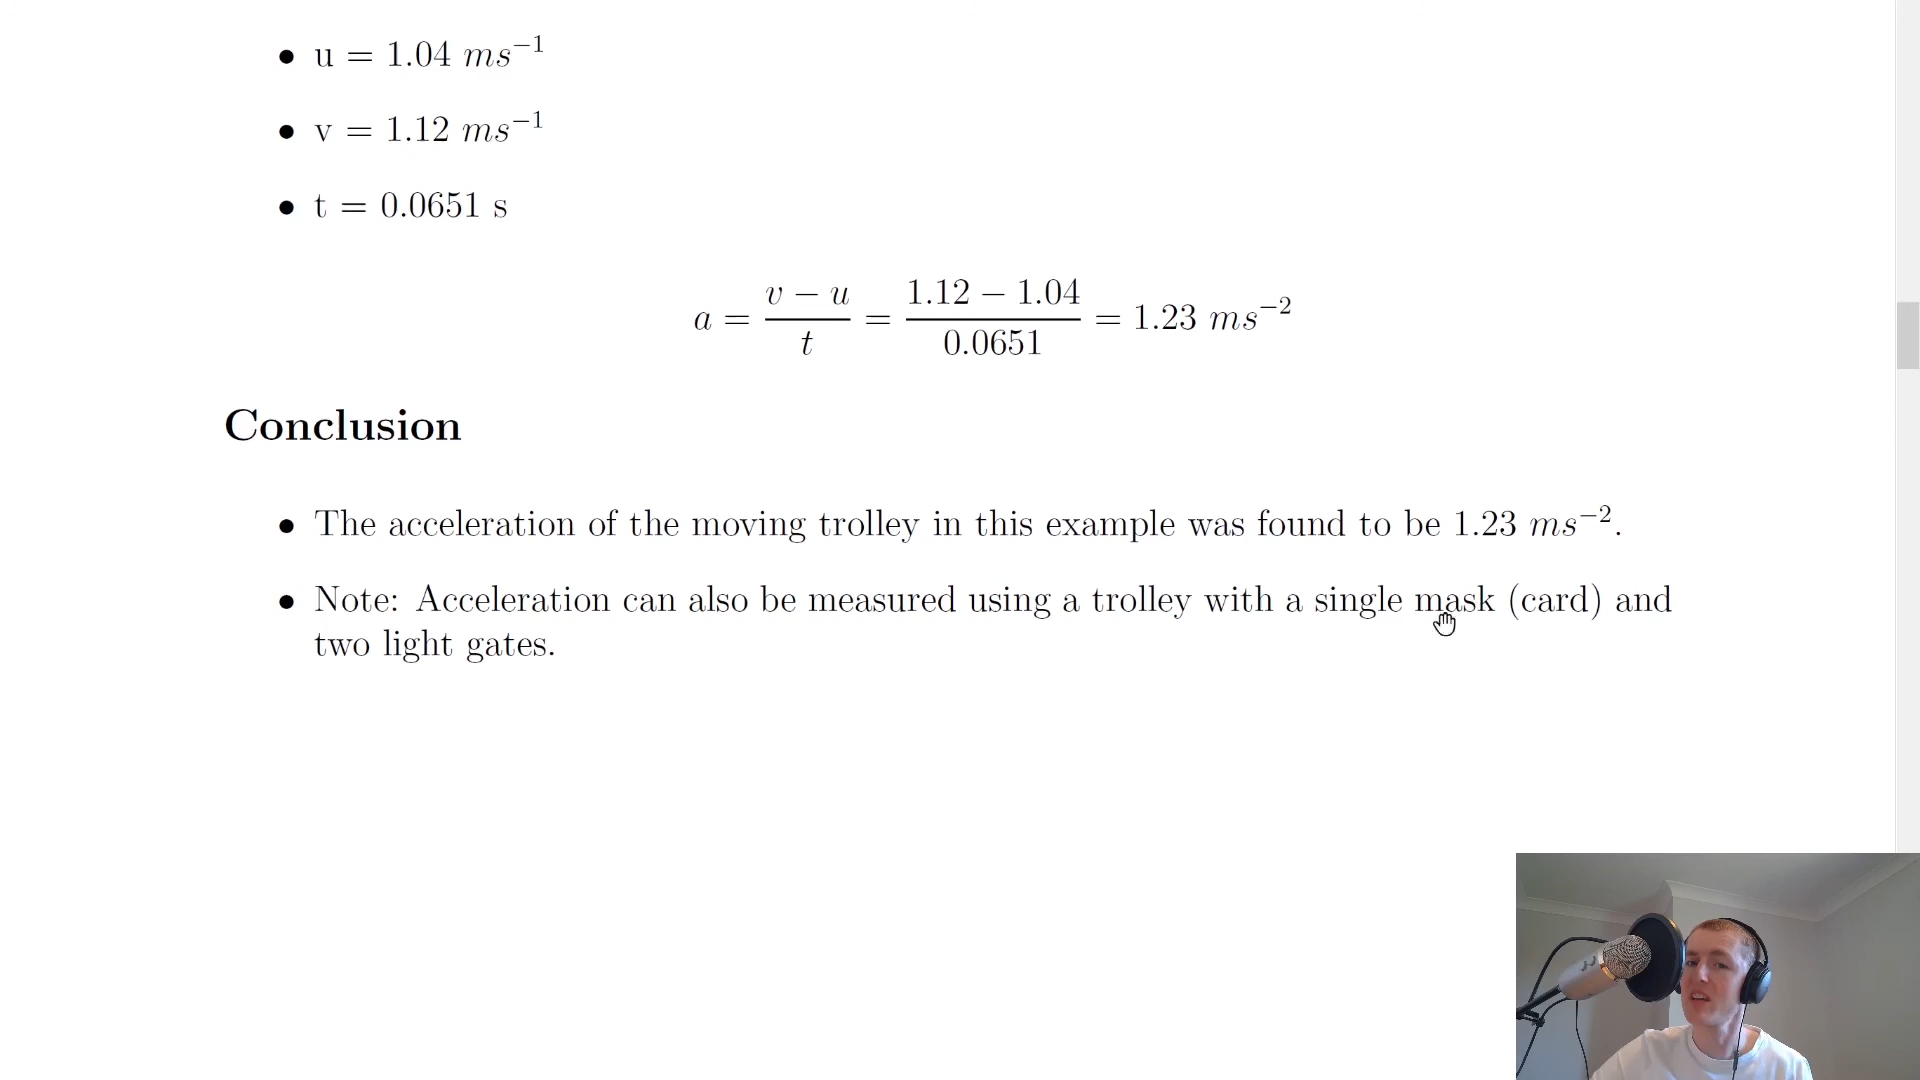 • u = 1.04 ms⁻¹
• v = 1.12 ms⁻¹
• t = 0.0651 s
a = (v − u)/t = (1.12 − 1.04)/0.0651 = 1.23 ms⁻²
Conclusion
• The acceleration of the moving trolley in this example was found to be 1.23 ms⁻².
• Note: Acceleration can also be measured using a trolley with a single mask (card) and
two light gates.